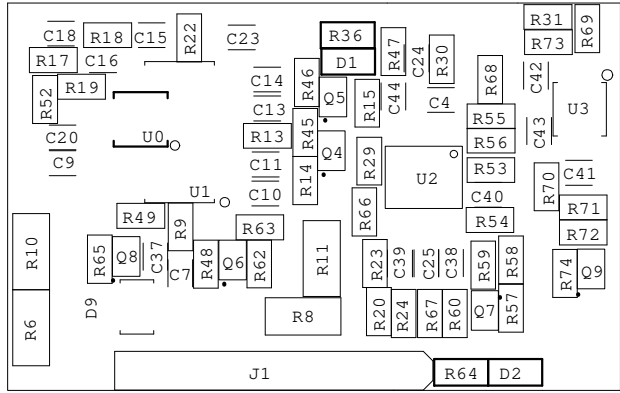 C18 R18 C15 R22 C23 R36 R47 C24 R30 R31 R69
R17 C16 D1 R73
R52 R19 C14 R46 Q5 R15 C44 C4 R68 C42 U3
C13 R55
C20 U0 R13 R45 Q4 R56 C43
C9 C11 R14 R29 U2 R53 R70 C41
U1 C10 C40
R49 R9 R63 R66 R54 R71
R10 R65 Q8 C37 C7 R48 Q6 R62 R11 R23 C39 C25 C38 R59 R58 R72
R74 Q9
R6 D9 R8 R20 R24 R67 R60 Q7 R57
J1 R64 D2